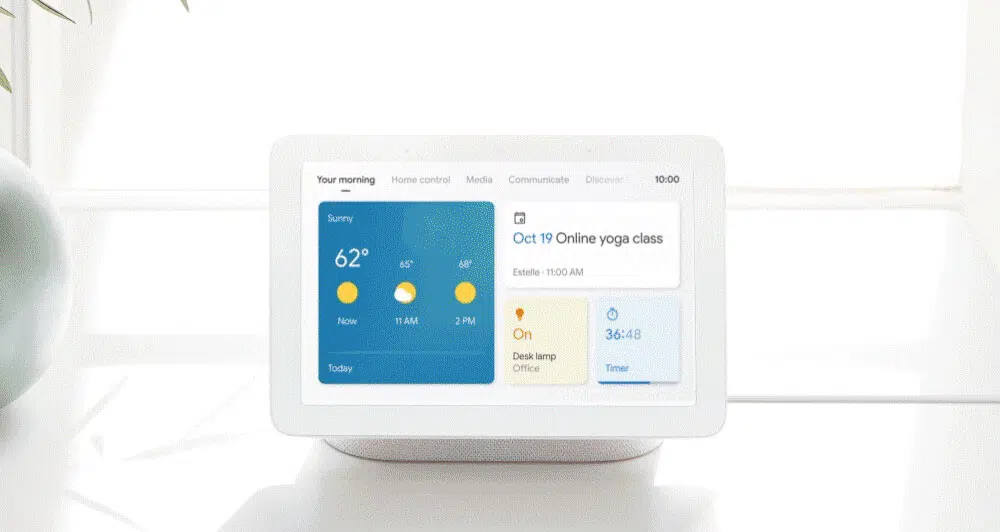 Your morning Home control Media Communicate Discover 10:00
Sunny
62° 65° 68°
Now 11 AM 2 PM
Today
Oct 19 Online yoga class
Estelle · 11:00 AM
On
Desk lamp
Office
36:48
Timer